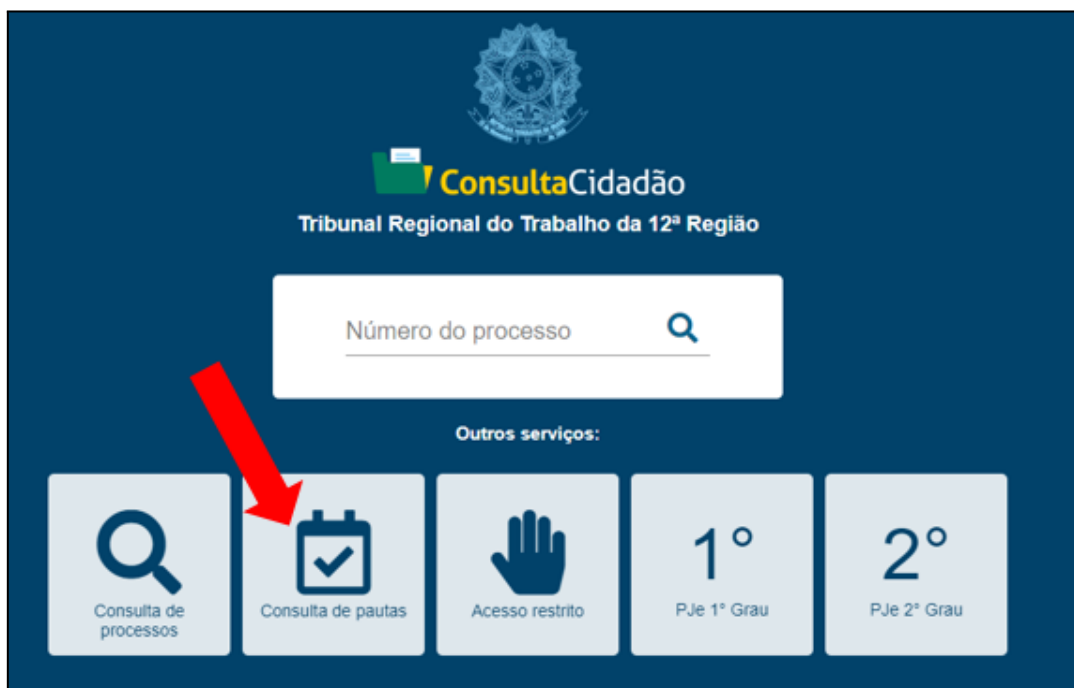 ConsultaCidadão
Tribunal Regional do Trabalho da 12ª Região
Número do processo
Outros serviços:
Consulta de
processos
Consulta de pautas
Acesso restrito
1°
PJe 1° Grau
2°
PJe 2° Grau